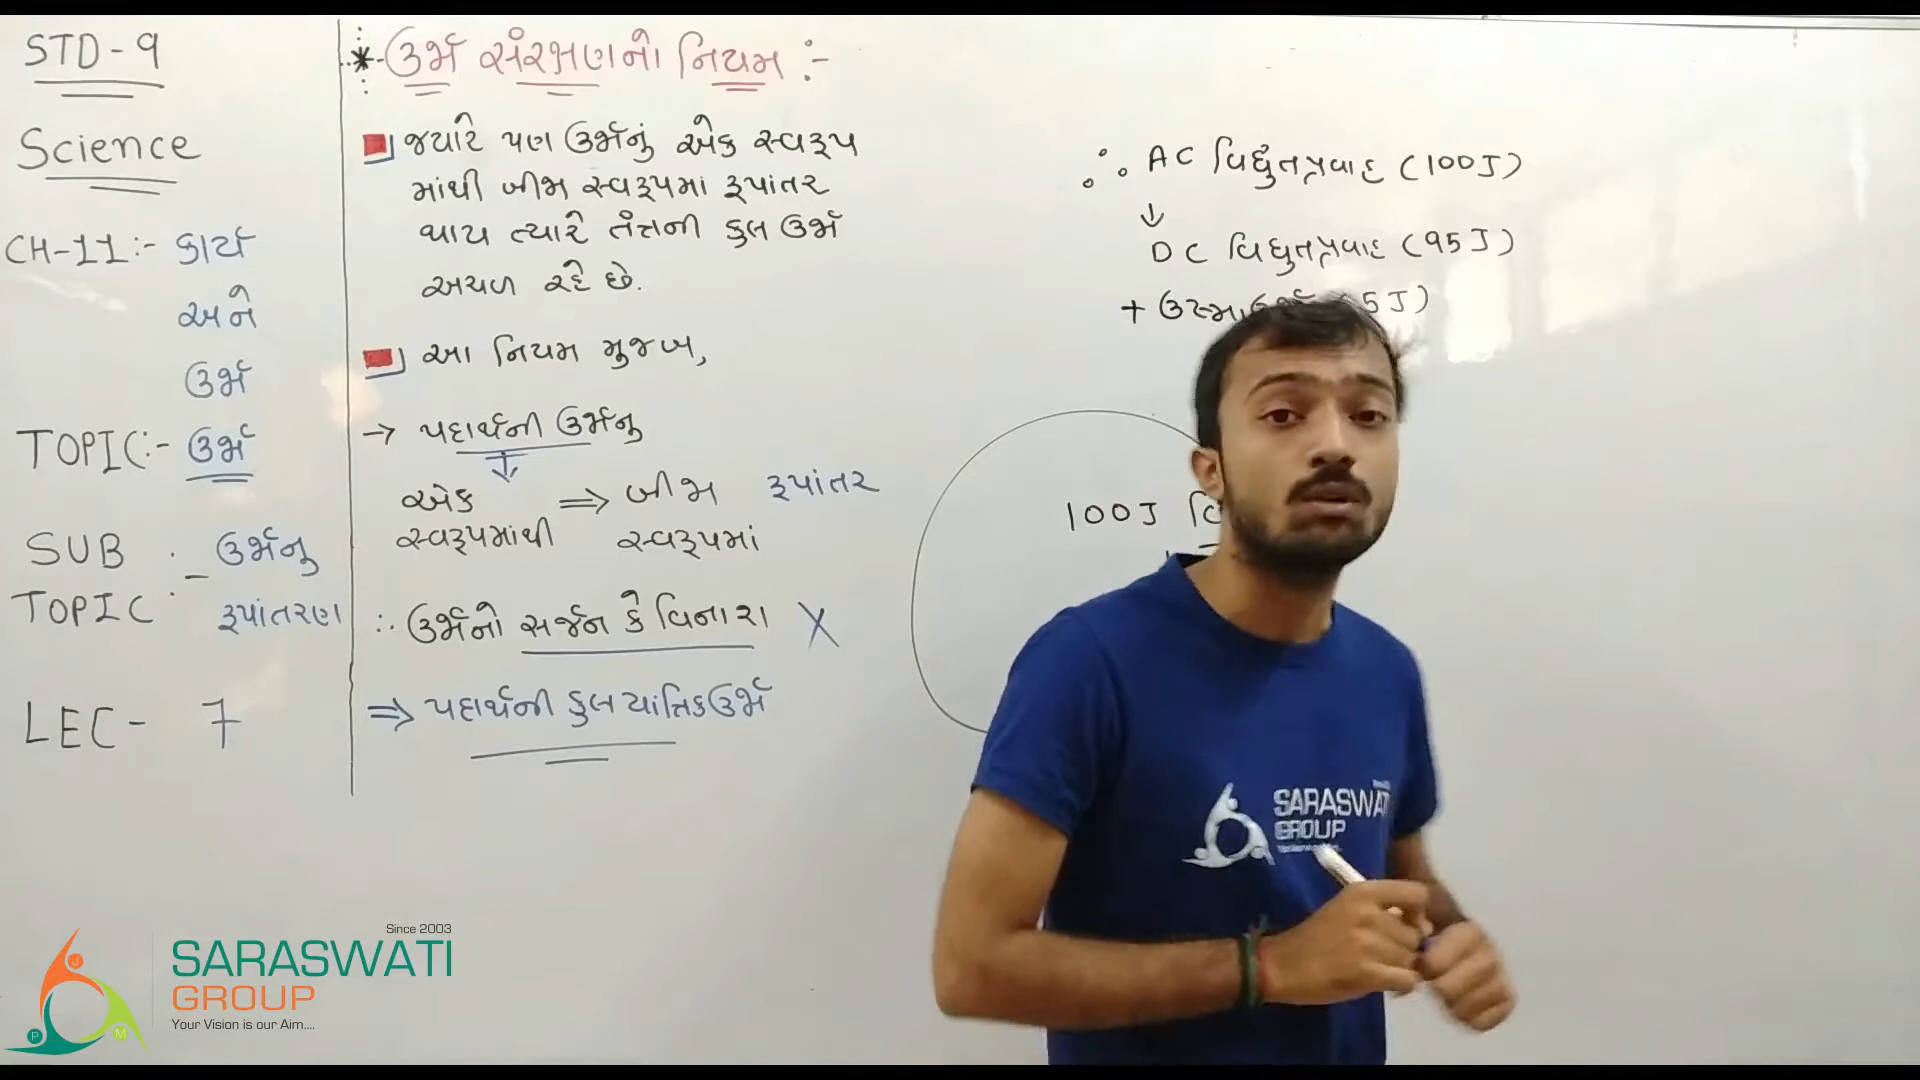 STD - 9
Science
CH-11:- કાર્ય
અને
ઉર્જા
TOPIC:- ઉર્જા
SUB TOPIC :- ઉર્જાનુ
રૂપાંતરણ
LEC - 7
* ઉર્જા સંરક્ષણનો નિયમ :-
જ્યારે પણ ઉર્જાનું એક સ્વરૂપ
માંથી બીજા સ્વરૂપમાં રૂપાંતર
થાય ત્યારે તંત્રની કુલ ઉર્જા
અચળ રહે છે.
આ નિયમ મુજબ,
→ પદાર્થની ઉર્જાનુ
↓
એક ⇒ બીજા રૂપાંતર
સ્વરૂપમાંથી સ્વરૂપમાં
∴ ઉર્જાનો સર્જન કે વિનાશ X
⇒ પદાર્થની કુલ યાંત્રિક ઉર્જા
∴ AC વિદ્યુતપ્રવાહ (100J)
↓
DC વિદ્યુતપ્રવાહ (95J)
+ 5J)
100J વિ
SARASWATI
GROUP
Since 2003
SARASWATI
GROUP
Your Vision is our Aim....
J
P
M